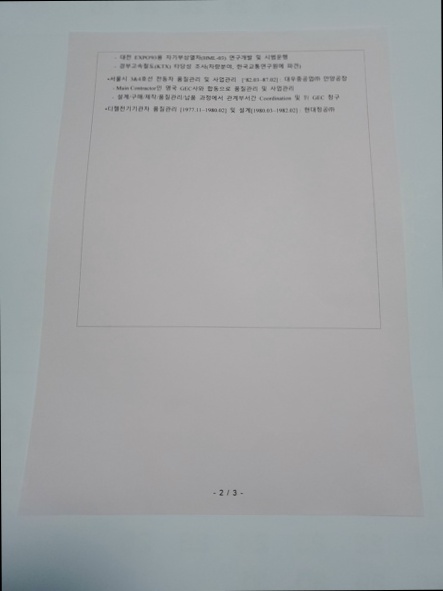 - 대전 EXPO93용 자기부상열차(HML-03) 연구개발 및 시범운행
- 경부고속철도(KTX) 타당성 조사(차량분야, 한국교통연구원에 파견)
•서울시 3&4호선 전동차 품질관리 및 사업관리 ['82.03~87.02] : 대우중공업㈜ 안양공장
- Main Contractor인 영국 GEC사와 합동으로 품질관리 및 사업관리
- 설계/구매/제작/품질관리/납품 과정에서 관계부서간 Coordination 및 대 GEC 창구
•디젤전기기관차 품질관리 [1977.11~1980.02] 및 설계[1980.03~1982.02] : 현대정공㈜
- 2 / 3 -